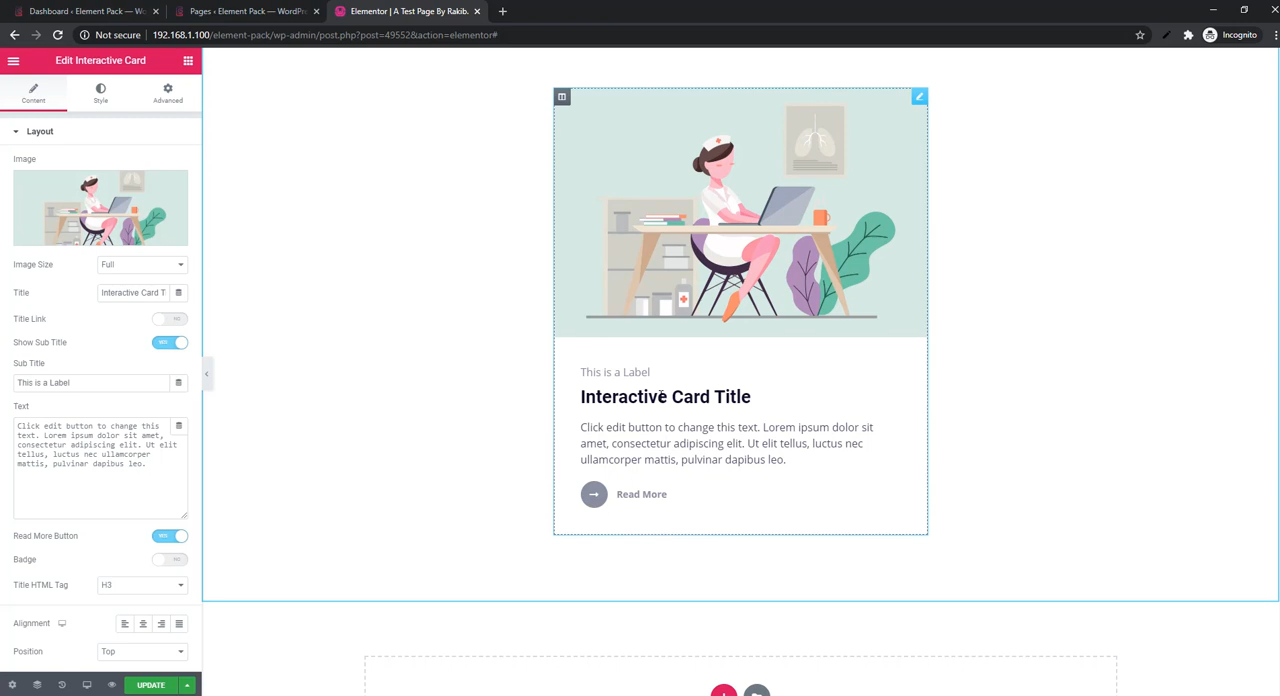 Dashboard ‹ Element Pack — Wo
Pages ‹ Element Pack — WordPre
Elementor | A Test Page By Rakib.
Not secure
192.168.1.100/element-pack/wp-admin/post.php?post=49552&action=elementor#
Incognito
Edit Interactive Card
Content
Style
Advanced
Layout
Image
Image Size
Full
Title
Interactive Card T
Title Link
NO
Show Sub Title
YES
Sub Title
This is a Label
Text
Click edit button to change this
text. Lorem ipsum dolor sit amet,
consectetur adipiscing elit. Ut elit
tellus, luctus nec ullamcorper
mattis, pulvinar dapibus leo.
Read More Button
YES
Badge
NO
Title HTML Tag
H3
Alignment
Position
Top
UPDATE
This is a Label
Interactive Card Title
Click edit button to change this text. Lorem ipsum dolor sit
amet, consectetur adipiscing elit. Ut elit tellus, luctus nec
ullamcorper mattis, pulvinar dapibus leo.
Read More